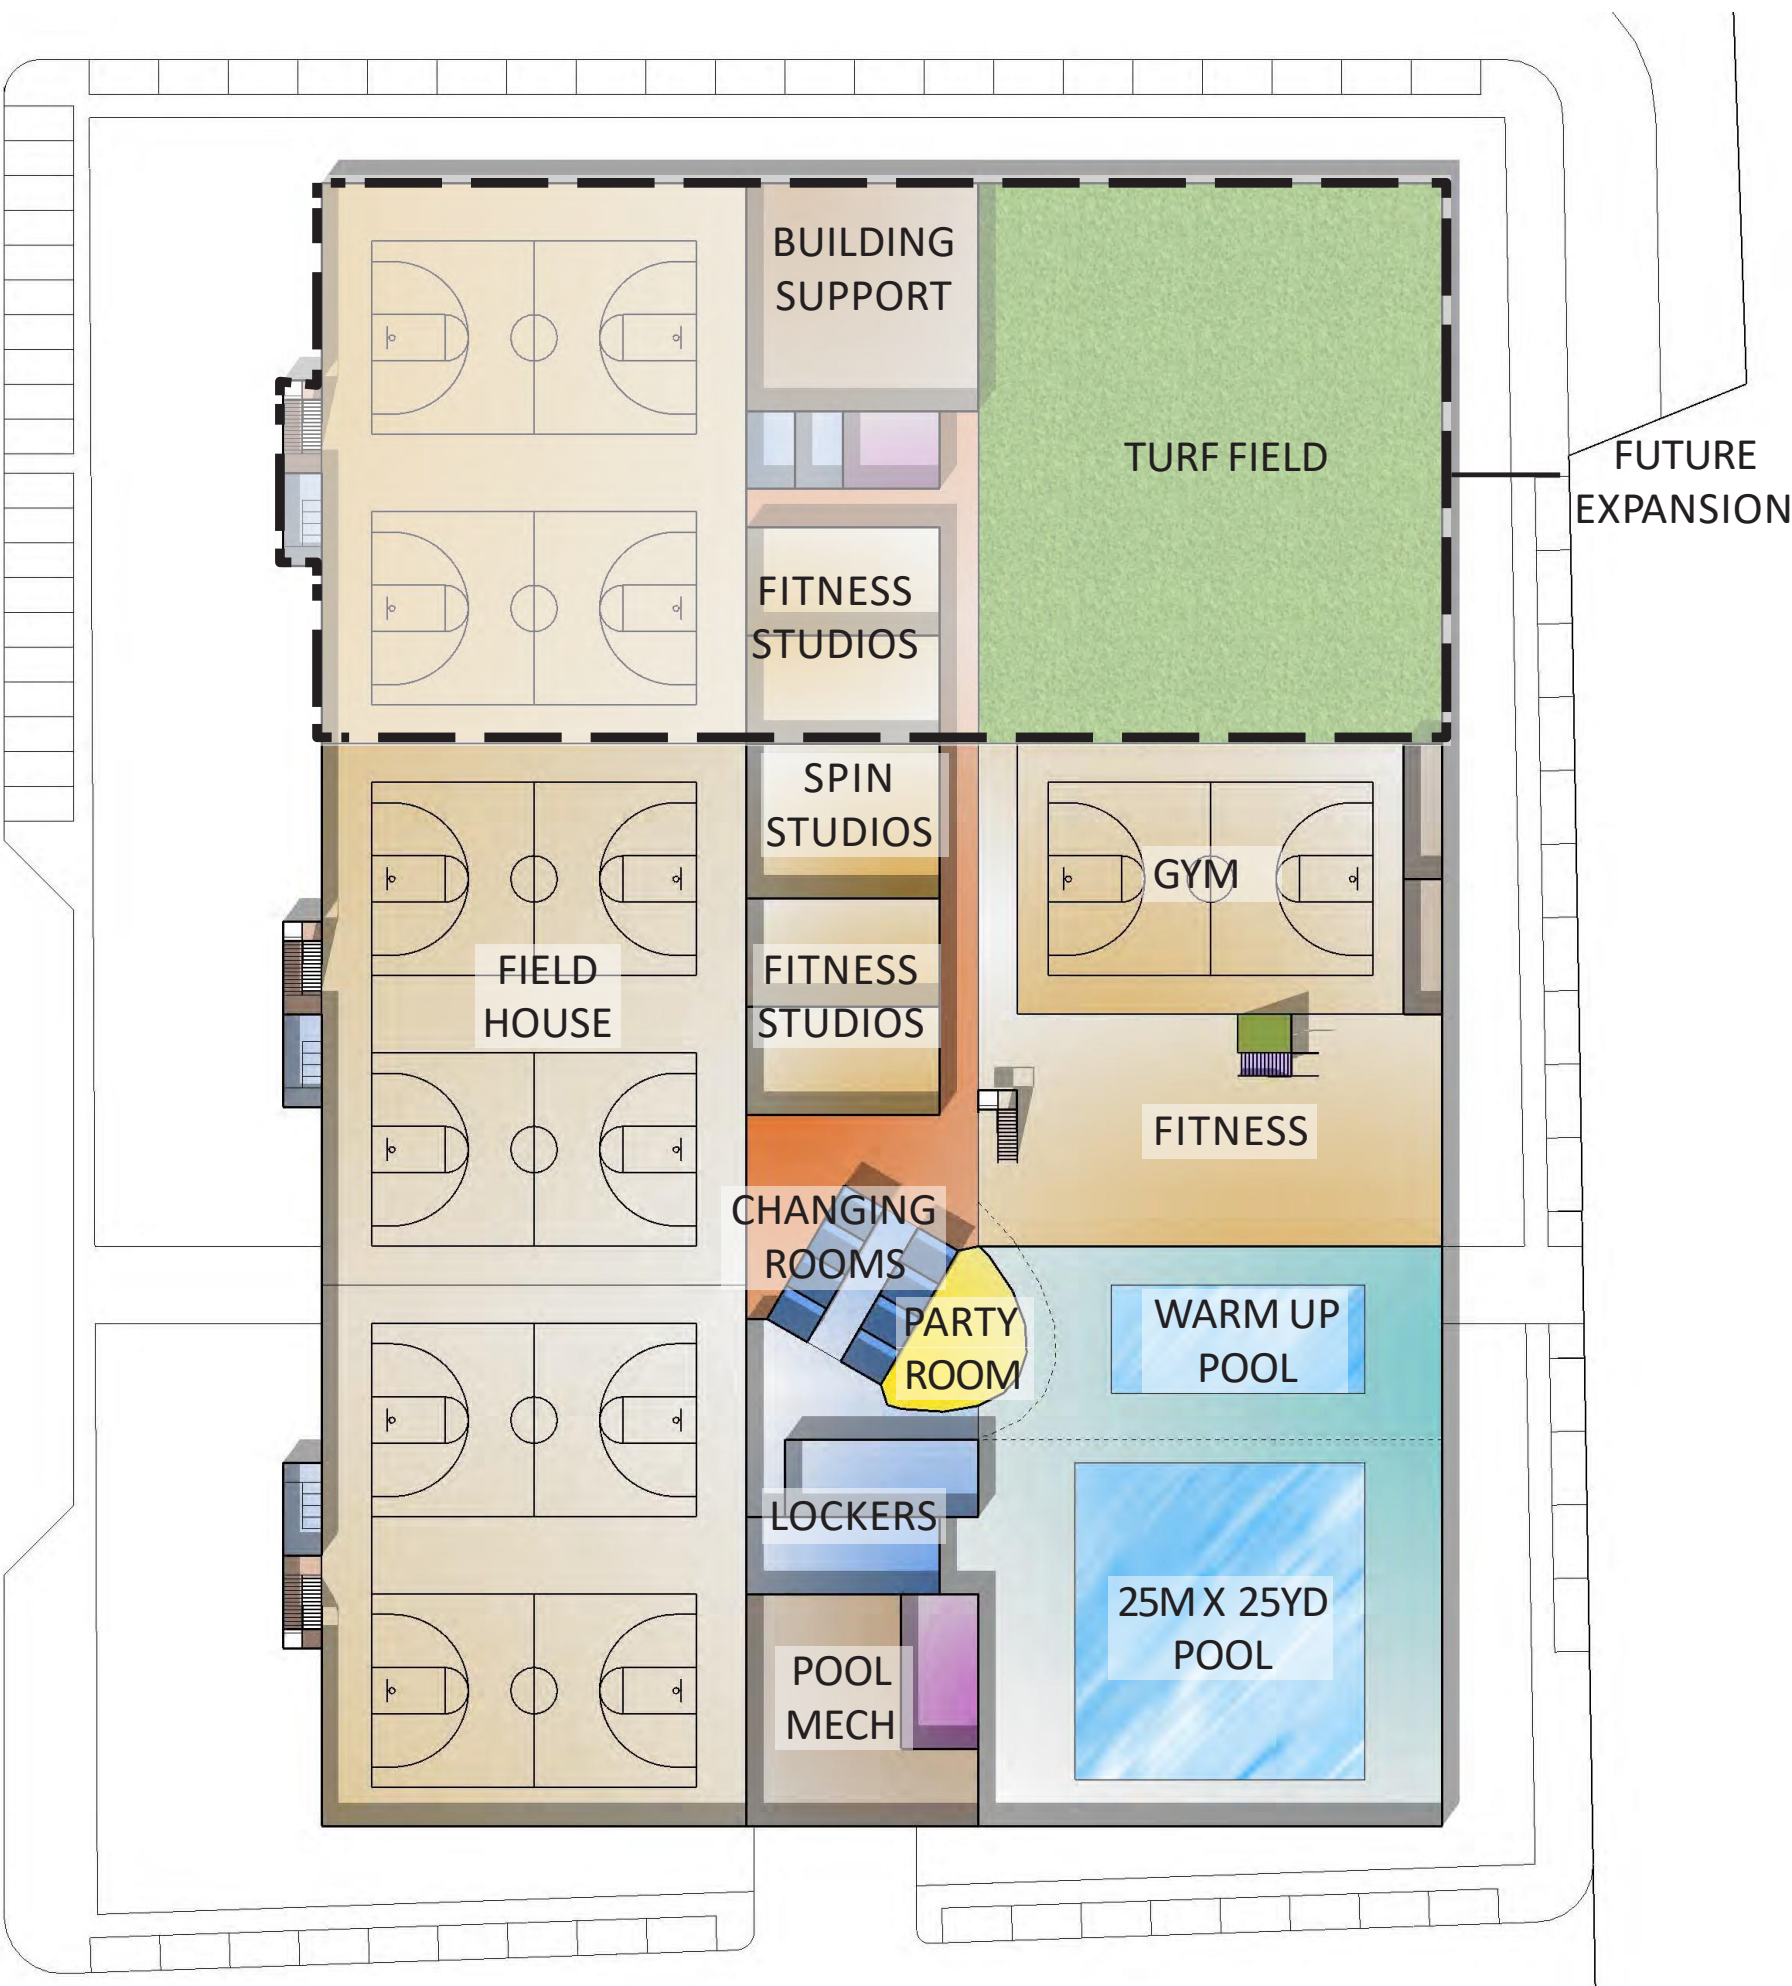 BUILDING
SUPPORT
TURF FIELD
FUTURE
EXPANSION
FITNESS
STUDIOS
SPIN
STUDIOS
GYM
FIELD
HOUSE
FITNESS
STUDIOS
FITNESS
CHANGING
ROOMS
PARTY
ROOM
WARM UP
POOL
LOCKERS
25M X 25YD
POOL
POOL
MECH